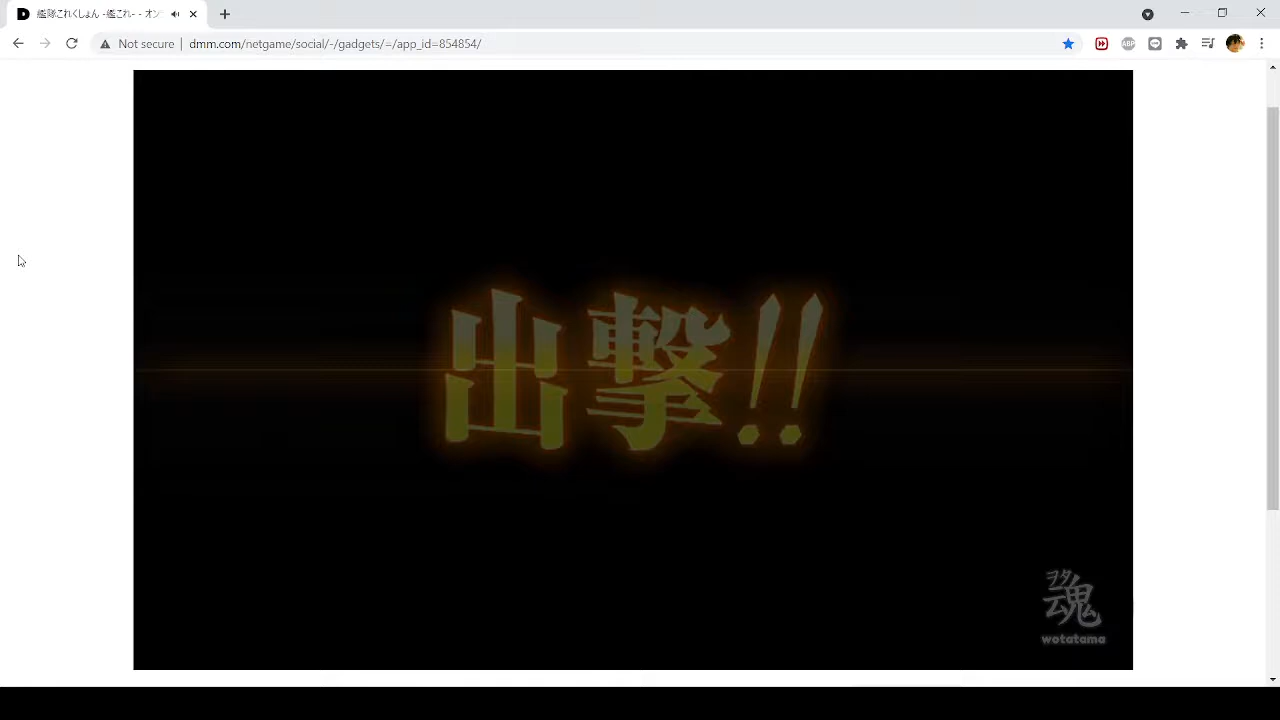 艦隊これくしょん -艦これ- - オン
Not secure
dmm.com/netgame/social/-/gadgets/=/app_id=854854/
ABP
出撃!!
ヲタ
魂
wotatama